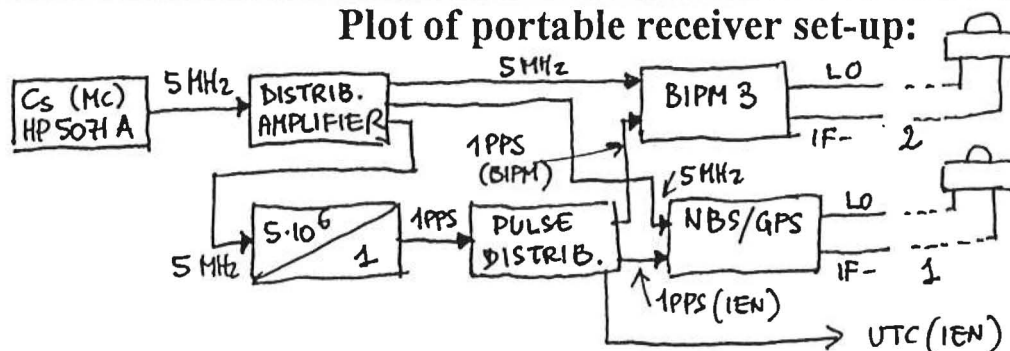 Plot of portable receiver set-up:
Cs (MC)
HP 5071 A
5 MHz
DISTRIB.
AMPLIFIER
5 MHz
BIPM 3
LO
IF- 2
1PPS
(BIPM)
5 MHz
5 MHz
5·10⁶
1
1PPS
PULSE
DISTRIB.
NBS/GPS
LO
IF- 1
1PPS (IEN)
UTC (IEN)